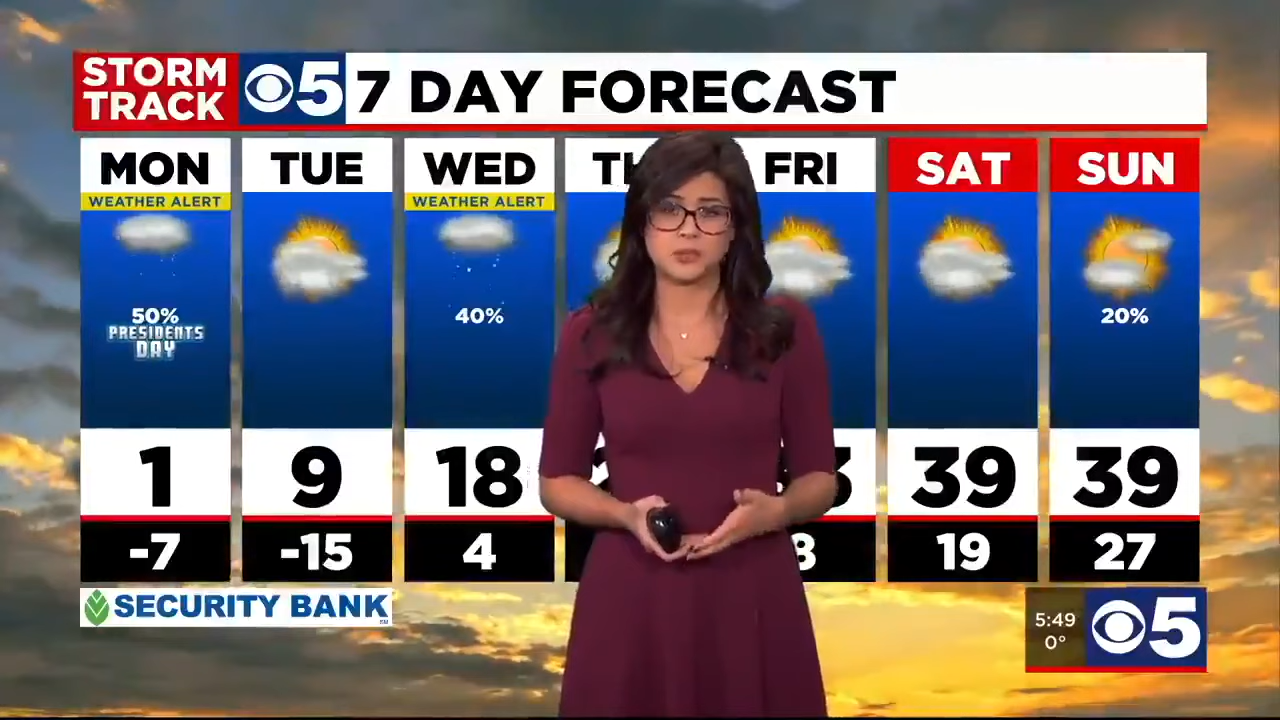 STORM TRACK 5 7 DAY FORECAST
MON TUE WED FRI SAT SUN
WEATHER ALERT WEATHER ALERT
50% 40% 20%
PRESIDENTS
DAY
1 9 18 39 39
-7 -15 4 19 27
SECURITY BANK
5:49
0°
5